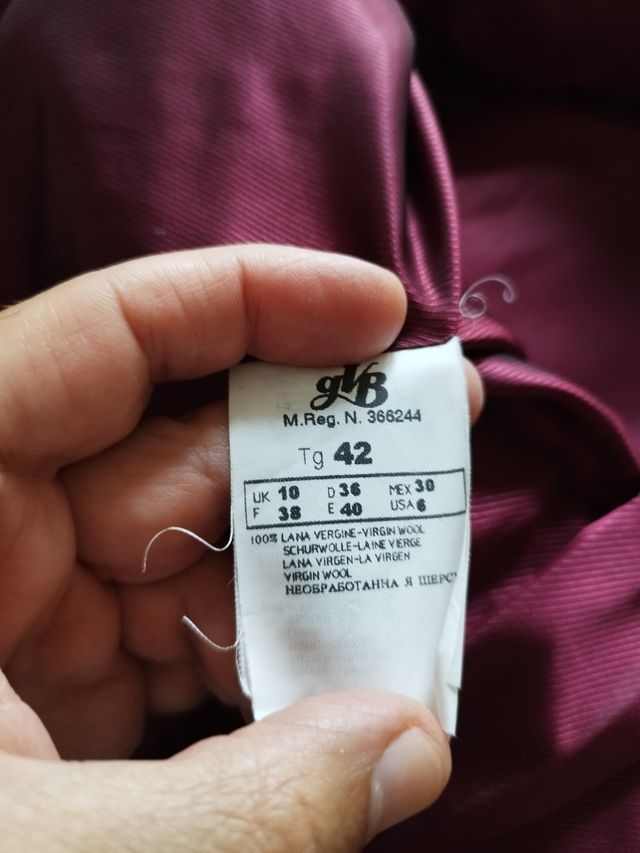 gVB
M.Reg. N. 366244
Tg 42
UK 10 D 36 MEX 30
F 38 E 40 USA 6
100% LANA VERGINE-VIRGIN WOOL
SCHURWOLLE-LAINE VIERGE
LANA VIRGEN-LA VIRGEN
VIRGIN WOOL
НЕОБРАБОТАННА Я